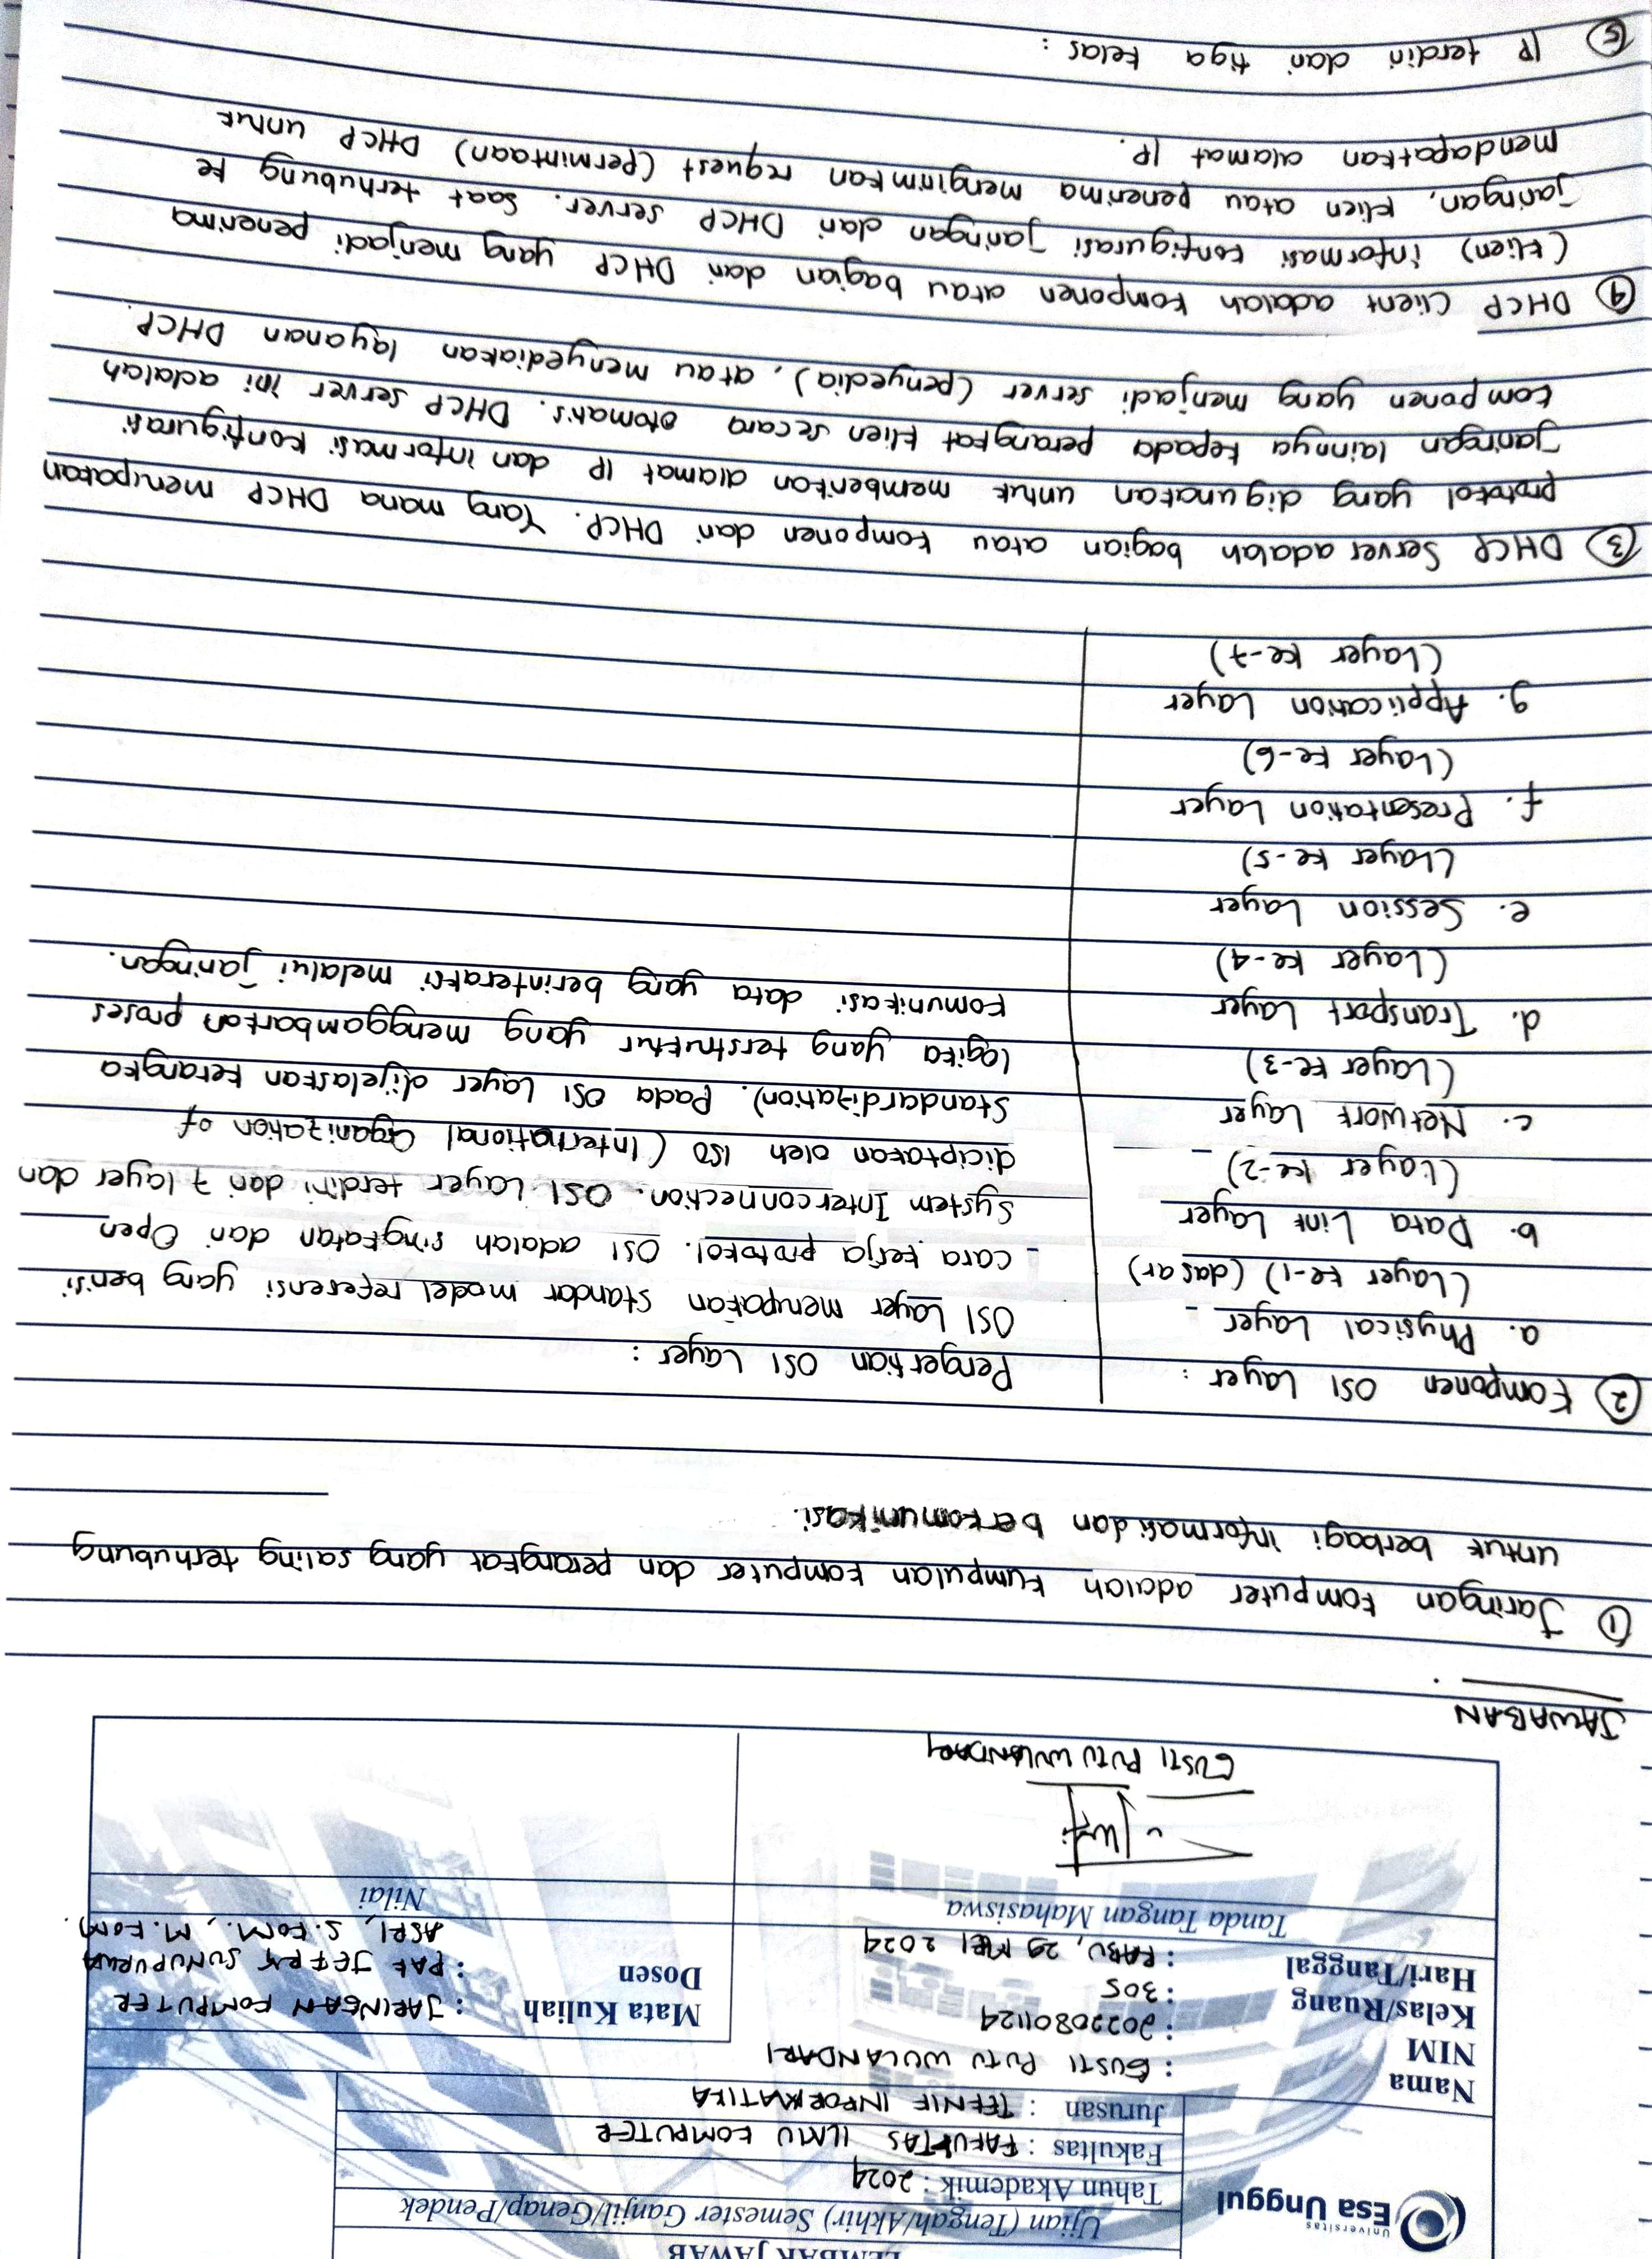 LEMBAR JAWAB
Universitas
Esa Unggul
Ujian (Tengah/Akhir) Semester Ganjil/Genap/Pendek
Tahun Akademik : 2024
Fakultas : FAKULTAS ILMU KOMPUTER
Jurusan : TEKNIK INFORMATIKA
Nama : GUSTI PUTU WULANDARI
NIM : 20220801124
Kelas/Ruang : 305
Hari/Tanggal : RABU, 29 MEI 2024
Mata Kuliah : JARINGAN KOMPUTER
Dosen : PAK JEFRY SUNUPURWA
ASRI, S.KOM., M.KOM.
Tanda Tangan Mahasiswa
Nilai
GUSTI PUTU WULANDARI
JAWABAN
① Jaringan komputer adalah kumpulan komputer dan perangkat yang saling terhubung
untuk berbagi informasi dan berkomunikasi.
② Komponen OSI Layer :
a. Physical Layer
(Layer ke-1) (dasar)
b. Data Link Layer
(Layer ke-2)
c. Network Layer
(Layer ke-3)
d. Transport Layer
(Layer ke-4)
e. Session Layer
(Layer ke-5)
f. Presentation Layer
(Layer ke-6)
g. Application Layer
(Layer ke-7)
Pengertian OSI Layer :
OSI Layer merupakan standar model referensi yang berisi
cara kerja protokol. OSI adalah singkatan dari Open
System Interconnection. OSI Layer terdiri dari 7 layer dan
diciptakan oleh ISO (International Organization of
Standardization). Pada OSI Layer dijelaskan kerangka
logika yang terstruktur yang menggambarkan proses
komunikasi data yang berinteraksi melalui jaringan.
③ DHCP Server adalah bagian atau komponen dari DHCP. Yang mana DHCP merupakan
protokol yang digunakan untuk memberikan alamat IP dan informasi konfigurasi
jaringan lainnya kepada perangkat klien secara otomatis. DHCP server ini adalah
komponen yang menjadi server (penyedia), atau menyediakan layanan DHCP.
④ DHCP Client adalah komponen atau bagian dari DHCP yang menjadi penerima
(klien) informasi konfigurasi jaringan dari DHCP server. Saat terhubung ke
jaringan, klien atau penerima mengirimkan request (permintaan) DHCP untuk
mendapatkan alamat IP.
⑤ IP terdiri dari tiga kelas :